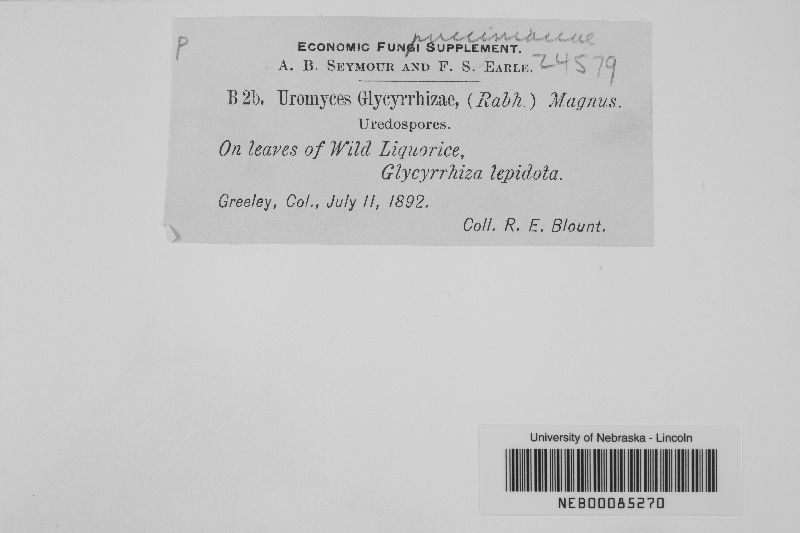 P
pucciniaceae
ECONOMIC FUNGI SUPPLEMENT.
A. B. SEYMOUR AND F. S. EARLE. 24579
B 2b. Uromyces Glycyrrhizae, (Rabh.) Magnus.
Uredospores.
On leaves of Wild Liquorice,
Glycyrrhiza lepidota.
Greeley, Col., July 11, 1892.
Coll. R. E. Blount.
University of Nebraska - Lincoln
NEB00085270